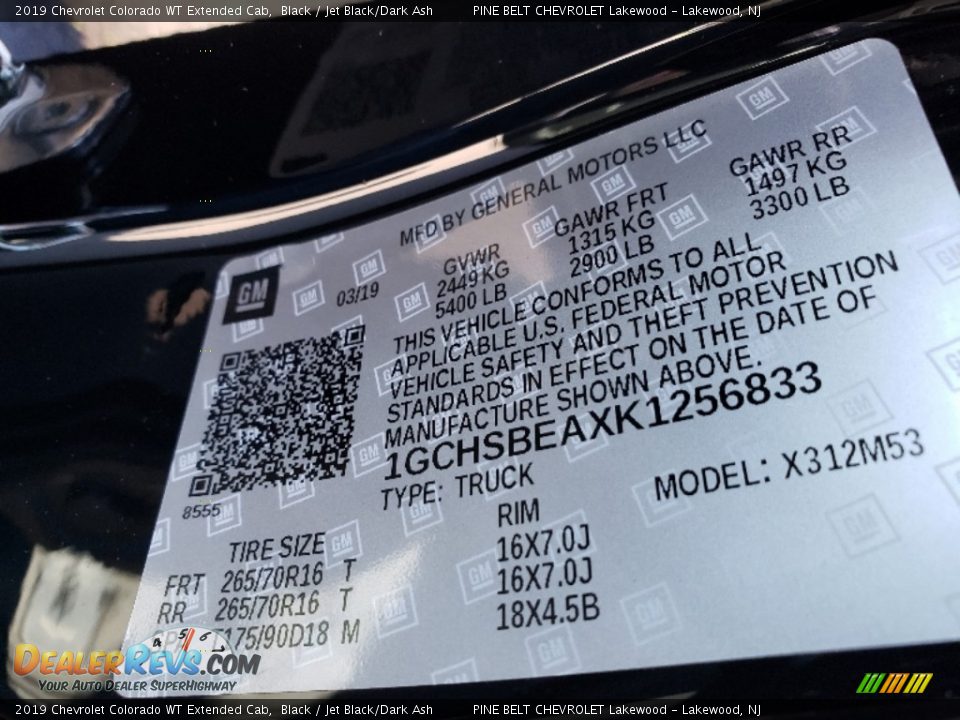 2019 Chevrolet Colorado WT Extended Cab, Black / Jet Black/Dark Ash PINE BELT CHEVROLET Lakewood - Lakewood, NJ
MFD BY GENERAL MOTORS LLC
GM
03/19
GVWR GAWR FRT GAWR RR
2449 KG 1315 KG 1497 KG
5400 LB 2900 LB 3300 LB
THIS VEHICLE CONFORMS TO ALL
APPLICABLE U.S. FEDERAL MOTOR
VEHICLE SAFETY AND THEFT PREVENTION
STANDARDS IN EFFECT ON THE DATE OF
MANUFACTURE SHOWN ABOVE.
1GCHSBEAXK1256833
TYPE: TRUCK MODEL: X312M53
8555
TIRE SIZE RIM
FRT 265/70R16 T 16X7.0J
RR 265/70R16 T 16X7.0J
T175/90D18 M 18X4.5B
DEALERREVS.COM
YOUR AUTO DEALER SUPERHIGHWAY
2019 Chevrolet Colorado WT Extended Cab, Black / Jet Black/Dark Ash PINE BELT CHEVROLET Lakewood - Lakewood, NJ